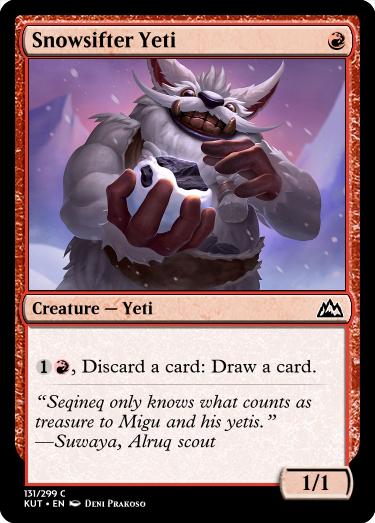 Snowsifter Yeti
Creature — Yeti
1, Discard a card: Draw a card.
“Seqineq only knows what counts as
treasure to Migu and his yetis.”
—Suwaya, Alruq scout
1/1
131/299 C
KUT • EN Deni Prakoso